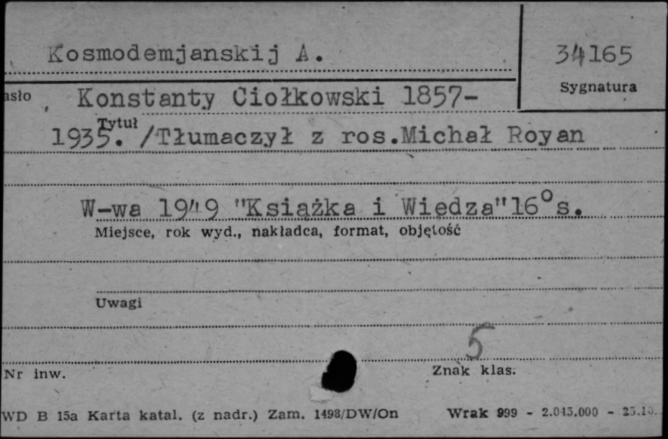 Kosmodemjanskij A.
34165
Sygnatura
asło
Konstanty Ciołkowski 1857-
Tytuł
1935. /Tłumaczył z ros.Michał Royan
W-wa 1949 "Książka i Wiedza"16°s.
Miejsce, rok wyd., nakładca, format, objętość
Uwagi
5
Nr inw.
Znak klas.
WD B 15a Karta katal. (z nadr.) Zam. 1498/DW/On
Wrak 999 - 2.045.000 -